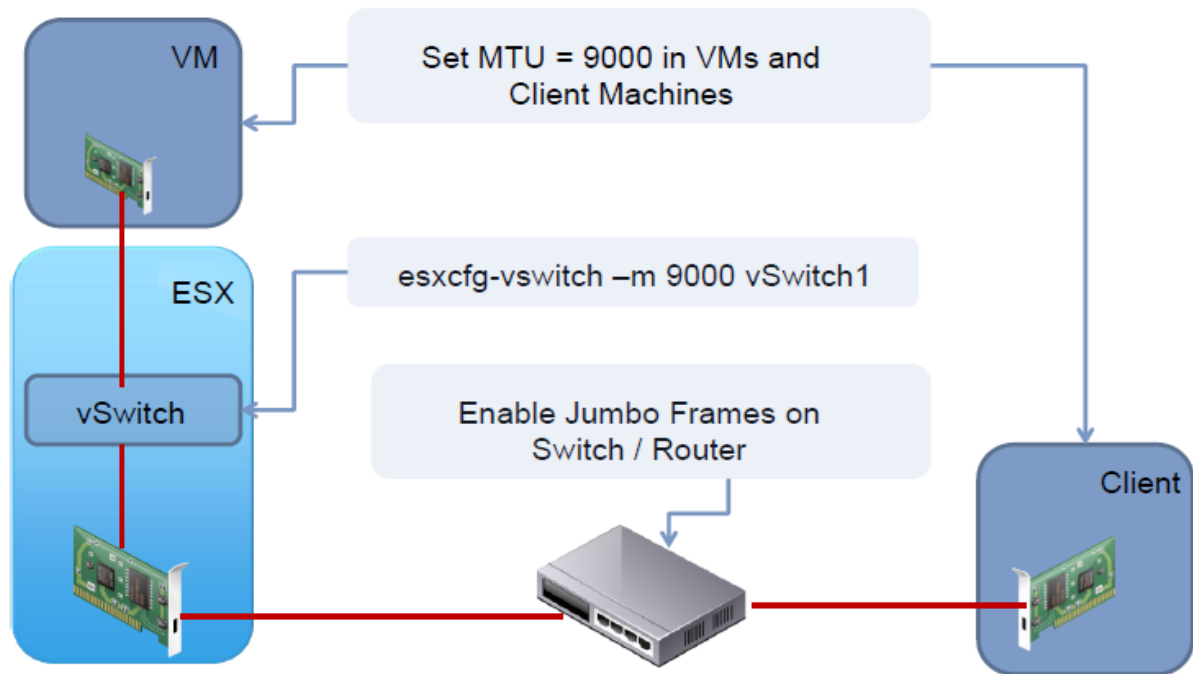 VM
Set MTU = 9000 in VMs and
Client Machines
ESX
esxcfg-vswitch –m 9000 vSwitch1
vSwitch
Enable Jumbo Frames on
Switch / Router
Client